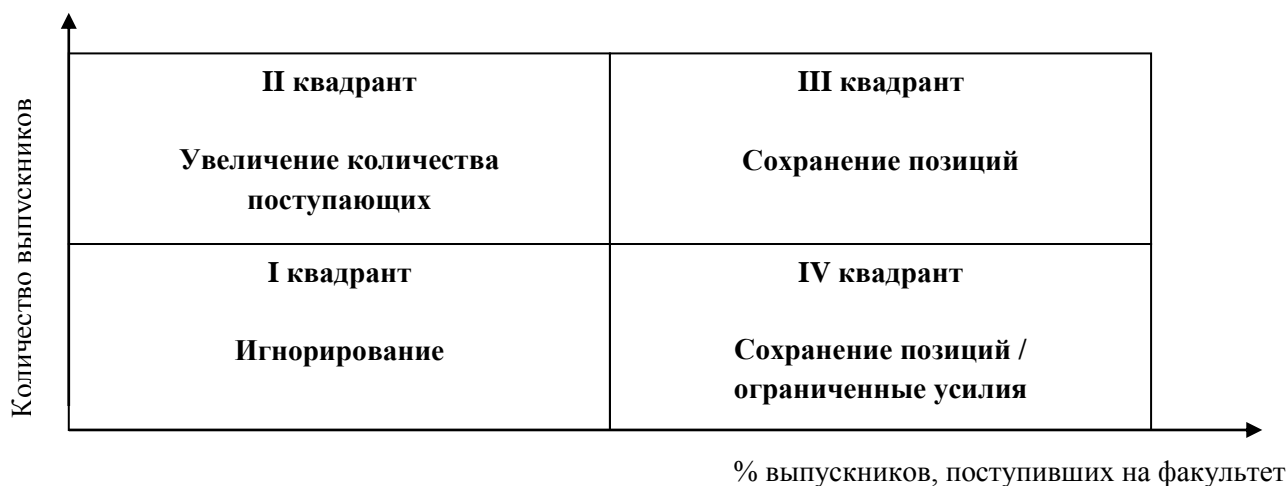 Количество выпускников
II квадрант
Увеличение количества
поступающих
III квадрант
Сохранение позиций
I квадрант
Игнорирование
IV квадрант
Сохранение позиций /
ограниченные усилия
% выпускников, поступивших на факультет